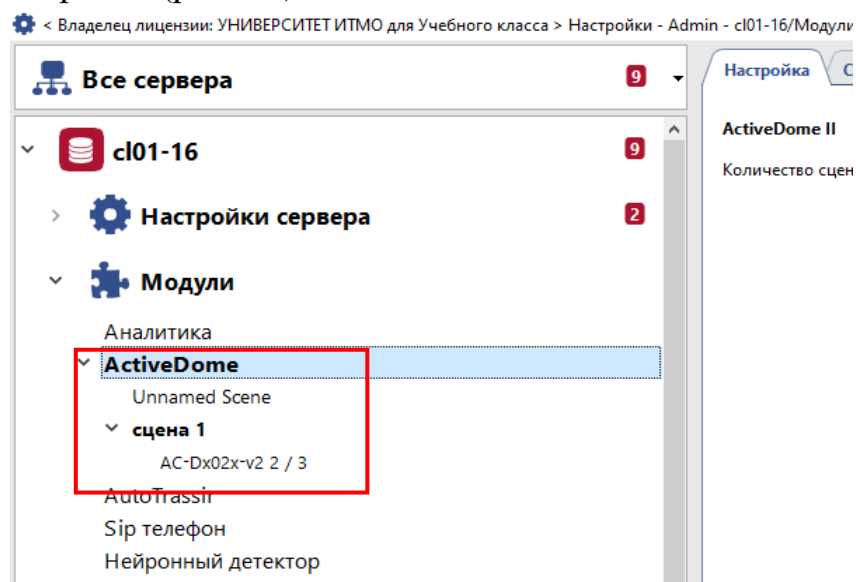 < Владелец лицензии: УНИВЕРСИТЕТ ИТМО для Учебного класса > Настройки - Admin - cl01-16/Модули
Все сервера 9
Настройка
cl01-16 9
ActiveDome II
Количество сцен
Настройки сервера 2
Модули
Аналитика
ActiveDome
Unnamed Scene
сцена 1
AC-Dx02x-v2 2 / 3
AutoTrassir
Sip телефон
Нейронный детектор